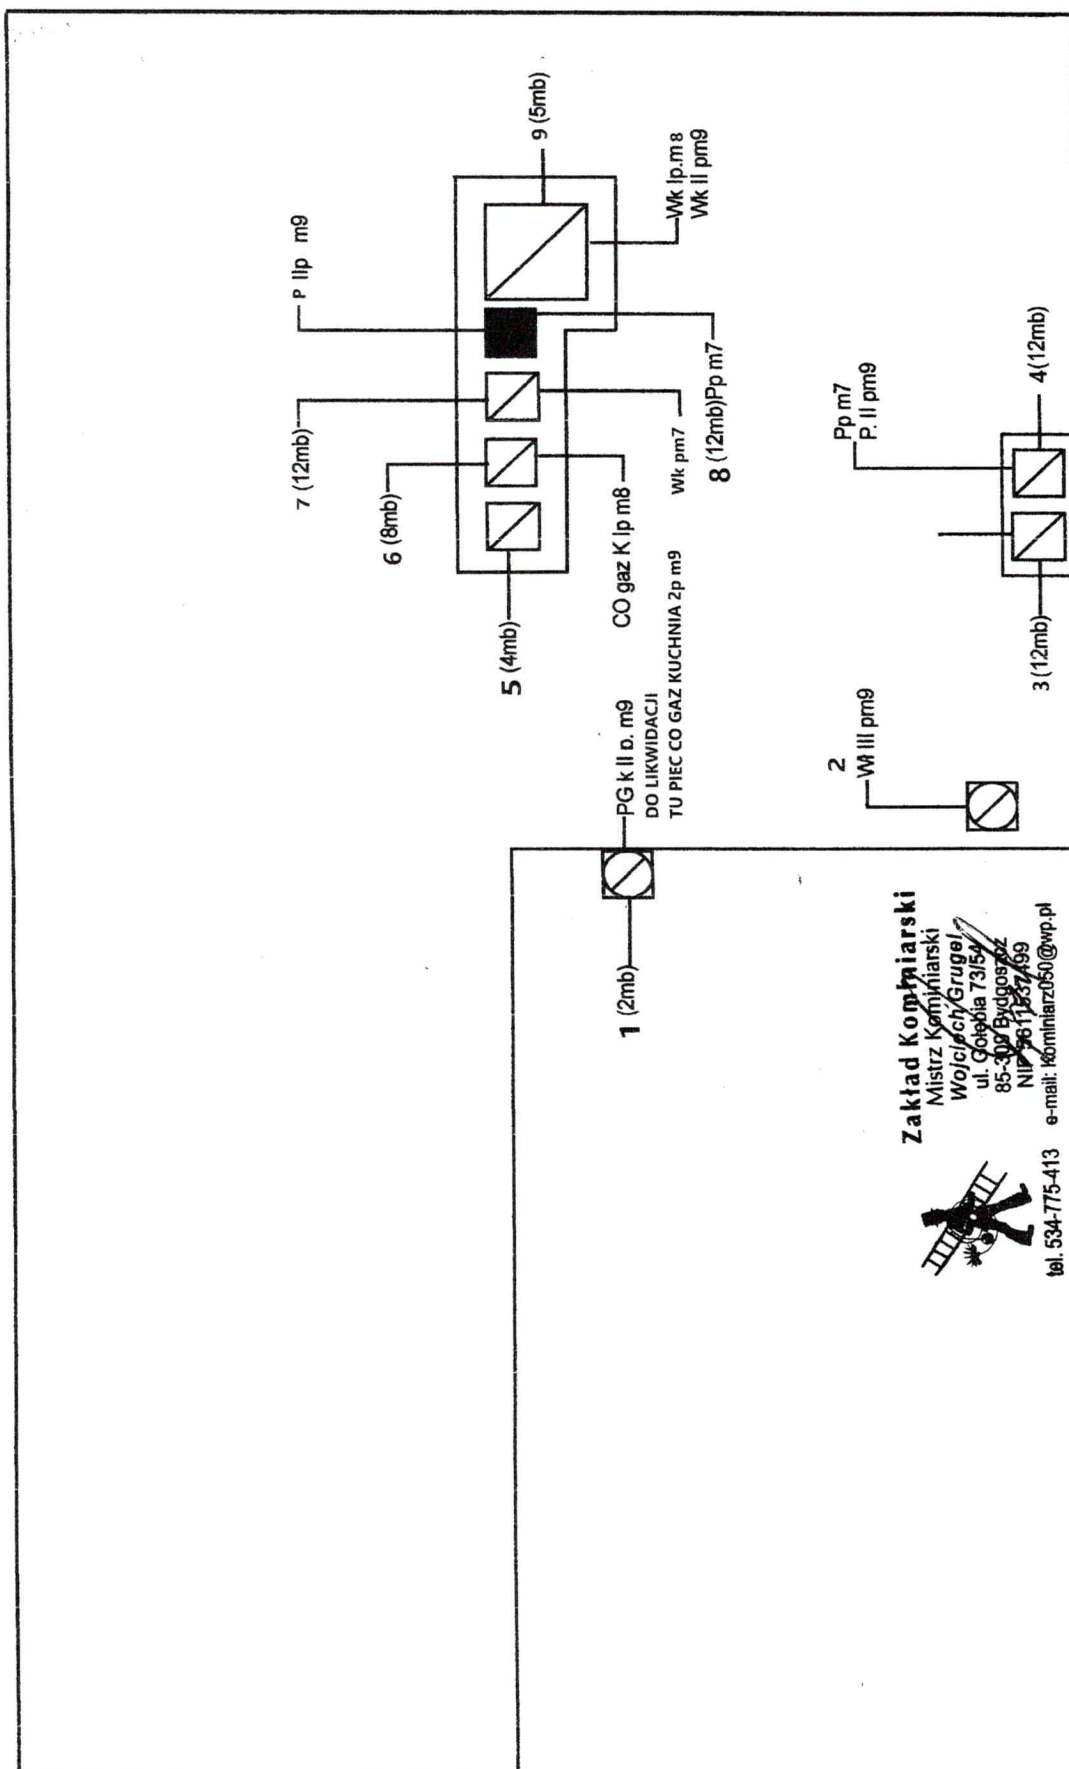 9 (5mb)
P IIp m9
Wk Ip.m8
Wk II pm9
7 (12mb)
8 (12mb)Pp m7
Wk pm7
6 (8mb)
CO gaz K Ip m8
5 (4mb)
Pp m7
P. II pm9
4(12mb)
3 (12mb)
PG k II p. m9
DO LIKWIDACJI
TU PIEC CO GAZ KUCHNIA 2p m9
2
Wł III pm9
1 (2mb)
Zakład Kominiarski
Mistrz Kominiarski
Wojciech Grugel
ul. Gołębia 73/54
85-309 Bydgoszcz
NIP
tel. 534-775-413 e-mail: kominiarz050@wp.pl